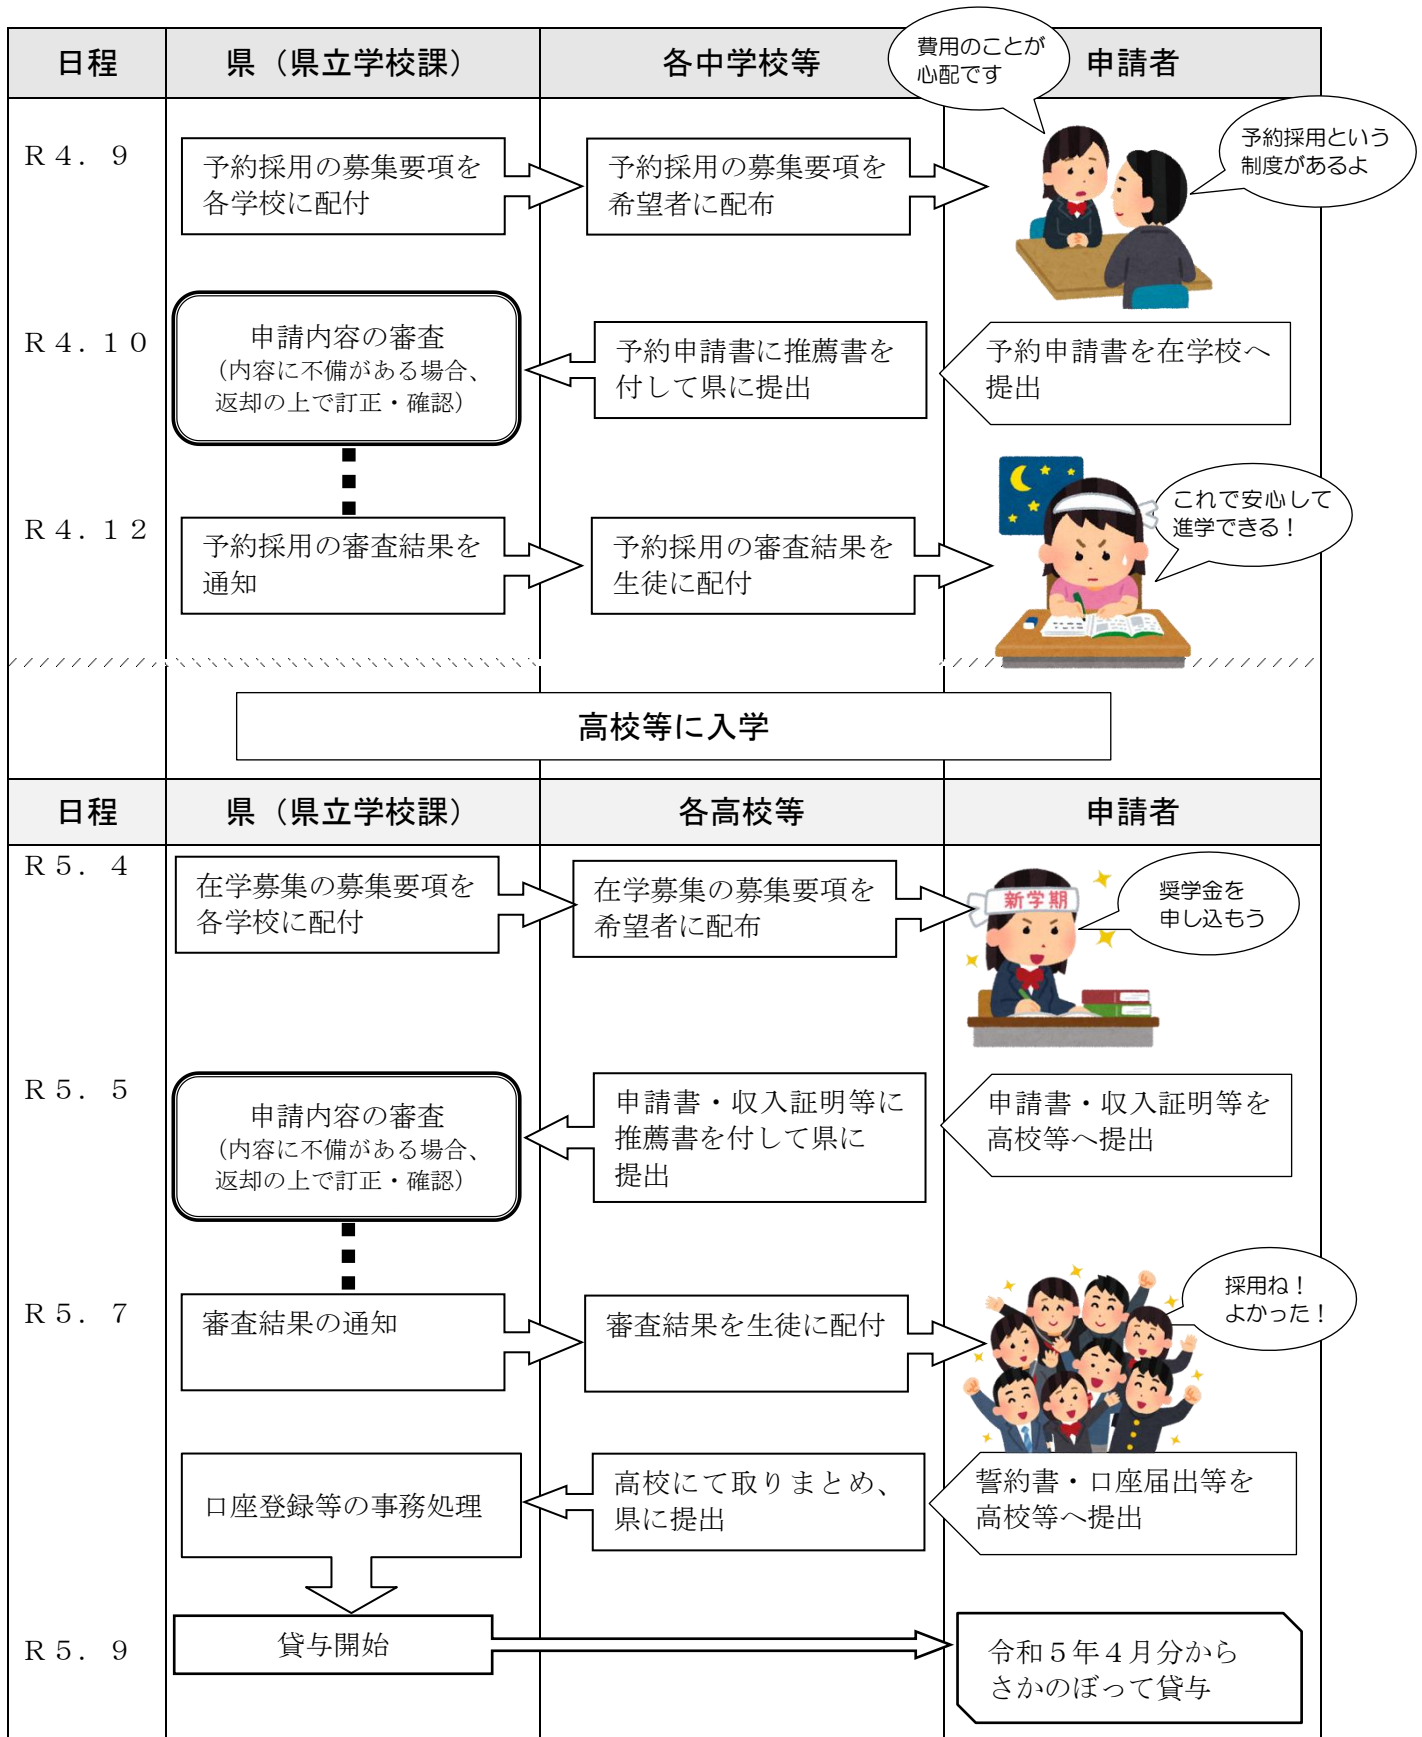 日程
県（県立学校課）
各中学校等
申請者
費用のことが
心配です
予約採用という
制度があるよ
Ｒ４．９
予約採用の募集要項を
各学校に配付
予約採用の募集要項を
希望者に配布
Ｒ４．１０
申請内容の審査
（内容に不備がある場合、
返却の上で訂正・確認）
予約申請書に推薦書を
付して県に提出
予約申請書を在学校へ
提出
Ｒ４．１２
予約採用の審査結果を
通知
予約採用の審査結果を
生徒に配付
これで安心して
進学できる！
高校等に入学
日程
県（県立学校課）
各高校等
申請者
Ｒ５．４
在学募集の募集要項を
各学校に配付
在学募集の募集要項を
希望者に配布
新学期
奨学金を
申し込もう
Ｒ５．５
申請内容の審査
（内容に不備がある場合、
返却の上で訂正・確認）
申請書・収入証明等に
推薦書を付して県に
提出
申請書・収入証明等を
高校等へ提出
Ｒ５．７
審査結果の通知
審査結果を生徒に配付
採用ね！
よかった！
口座登録等の事務処理
高校にて取りまとめ、
県に提出
誓約書・口座届出等を
高校等へ提出
Ｒ５．９
貸与開始
令和５年４月分から
さかのぼって貸与